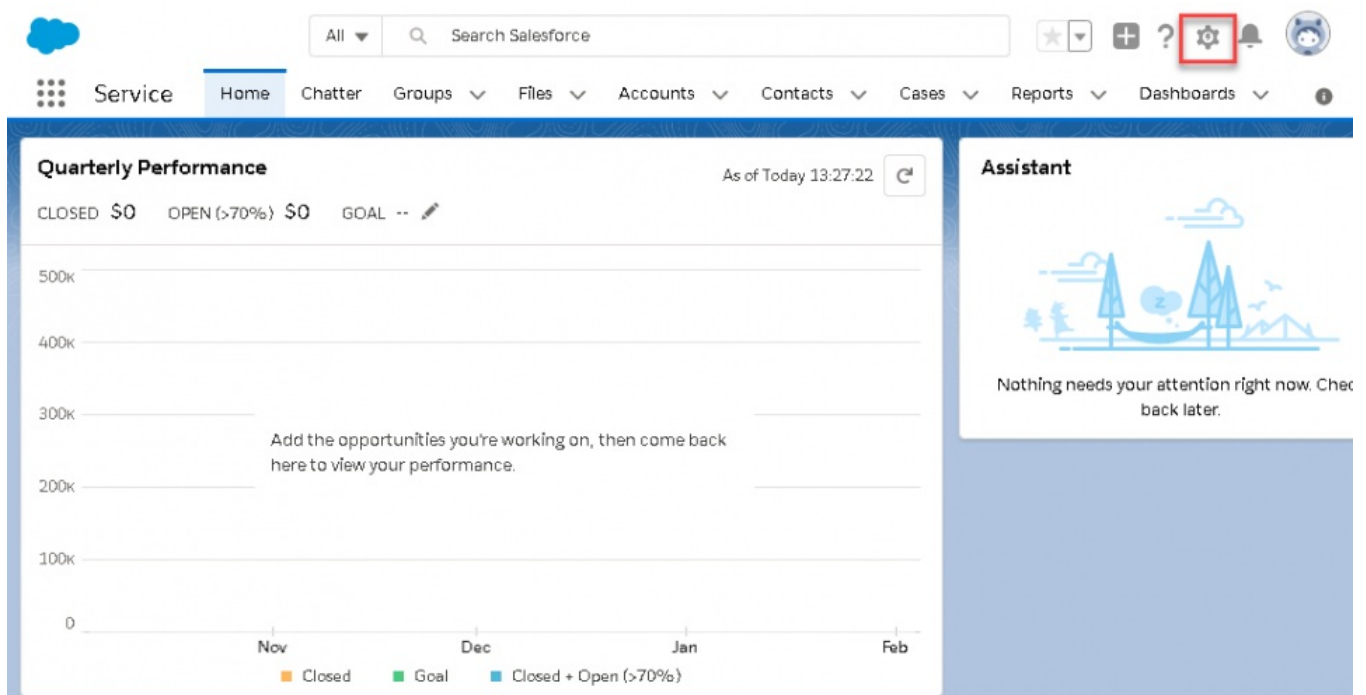 All Search Salesforce
Service Home Chatter Groups Files Accounts Contacts Cases Reports Dashboards
Quarterly Performance
As of Today 13:27:22
CLOSED $0 OPEN (>70%) $0 GOAL --
500K
400K
300K
200K
100K
0
Add the opportunities you're working on, then come back
here to view your performance.
Nov Dec Jan Feb
Closed Goal Closed + Open (>70%)
Assistant
z
Nothing needs your attention right now. Chec
back later.